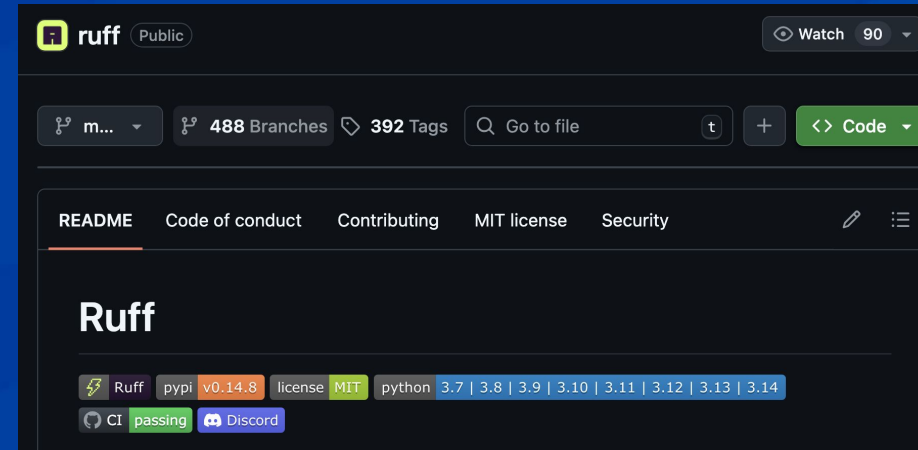 ruff Public Watch 90
m... 488 Branches 392 Tags Go to file t + Code
README Code of conduct Contributing MIT license Security
Ruff
Ruff pypi v0.14.8 license MIT python 3.7 | 3.8 | 3.9 | 3.10 | 3.11 | 3.12 | 3.13 | 3.14
CI passing Discord